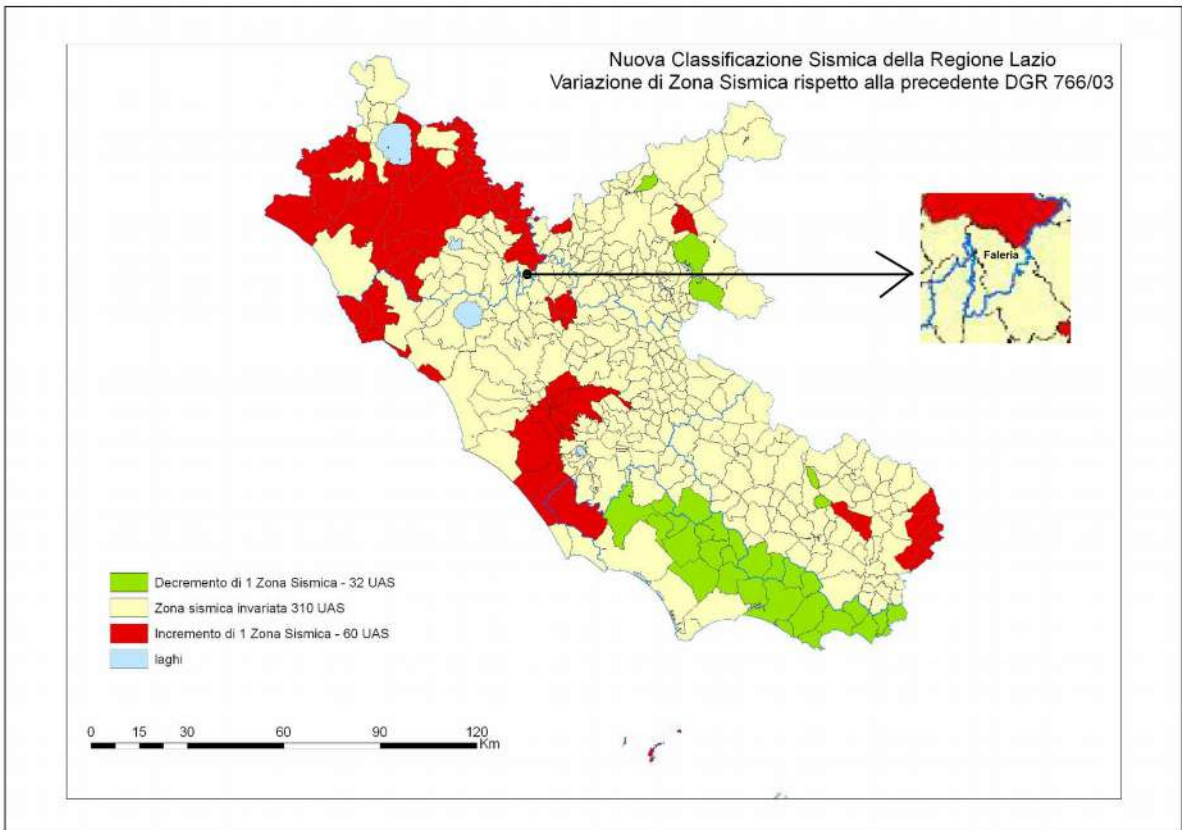 Nuova Classificazione Sismica della Regione Lazio
Variazione di Zona Sismica rispetto alla precedente DGR 766/03
Faleria
Decremento di 1 Zona Sismica - 32 UAS
Zona sismica invariata 310 UAS
Incremento di 1 Zona Sismica - 60 UAS
laghi
0 15 30 60 90 120
Km